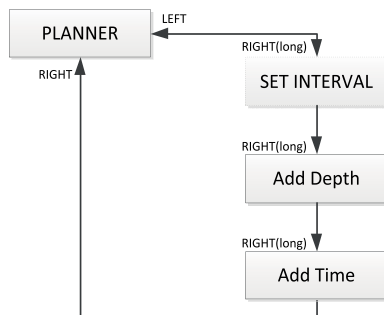 PLANNER
LEFT
RIGHT(long)
RIGHT
SET INTERVAL
RIGHT(long)
Add Depth
RIGHT(long)
Add Time